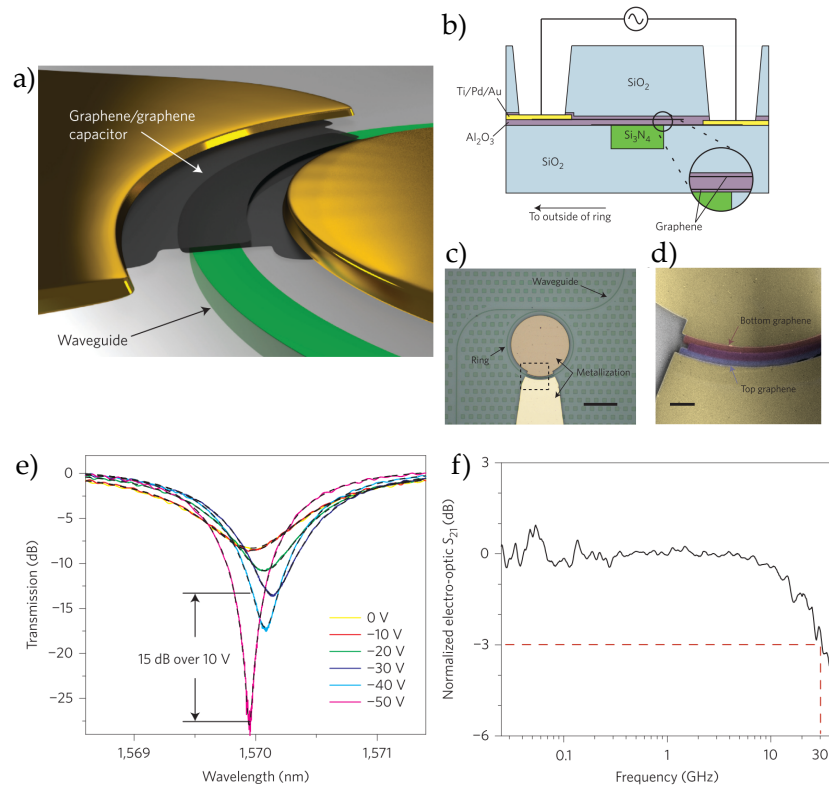 a)
Graphene/graphene
capacitor
Waveguide
b)
Ti/Pd/Au
Al₂O₃
SiO₂
Si₃N₄
SiO₂
To outside of ring
Graphene
c)
Waveguide
Ring
Metallization
d)
Bottom graphene
Top graphene
e)
Transmission (dB)
0
−5
−10
−15
−20
−25
15 dB over 10 V
0 V
−10 V
−20 V
−30 V
−40 V
−50 V
1,569
1,570
1,571
Wavelength (nm)
f)
Normalized electro-optic S₂₁ (dB)
3
0
−3
−6
0.1
1
10
30
Frequency (GHz)